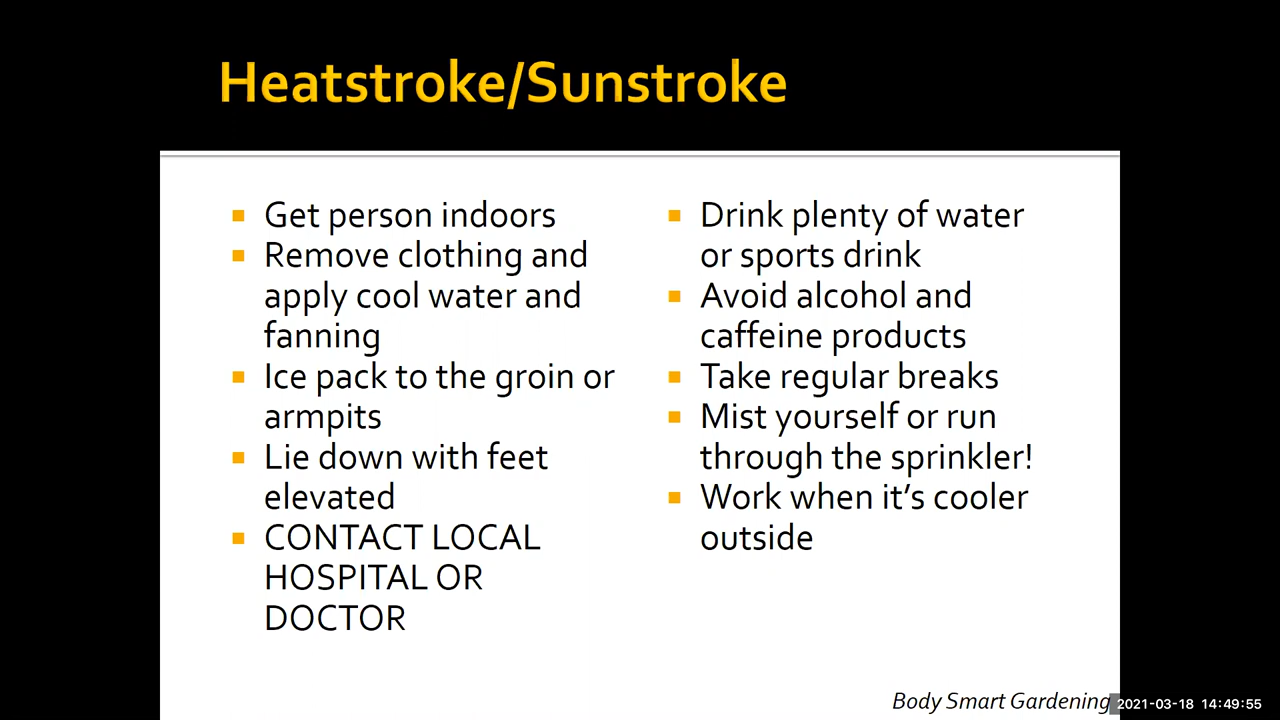 Heatstroke/Sunstroke
Get person indoors
Remove clothing and
apply cool water and
fanning
Ice pack to the groin or
armpits
Lie down with feet
elevated
CONTACT LOCAL
HOSPITAL OR
DOCTOR
Drink plenty of water
or sports drink
Avoid alcohol and
caffeine products
Take regular breaks
Mist yourself or run
through the sprinkler!
Work when it’s cooler
outside
Body Smart Gardening
2021-03-18 14:49:55